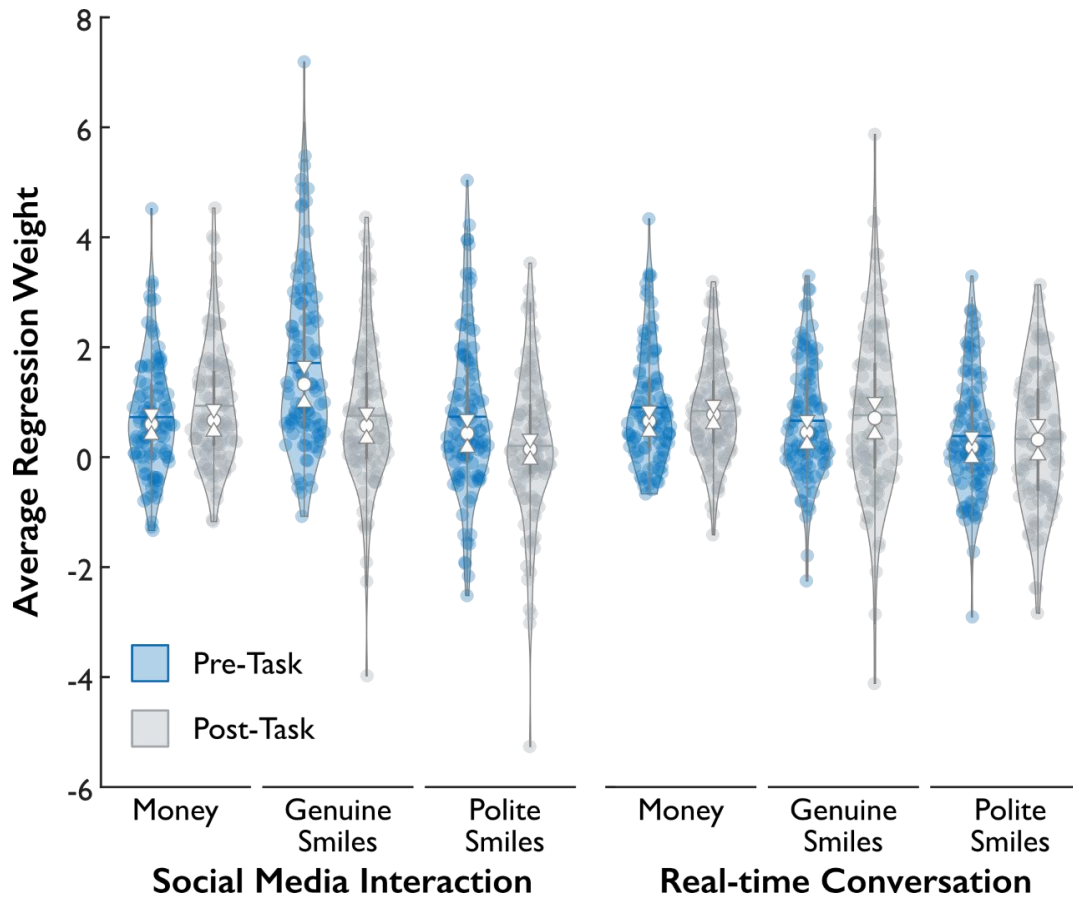 8
6
4
2
0
-2
-4
-6
Average Regression Weight
Pre-Task
Post-Task
Money
Genuine
Smiles
Polite
Smiles
Money
Genuine
Smiles
Polite
Smiles
Social Media Interaction
Real-time Conversation